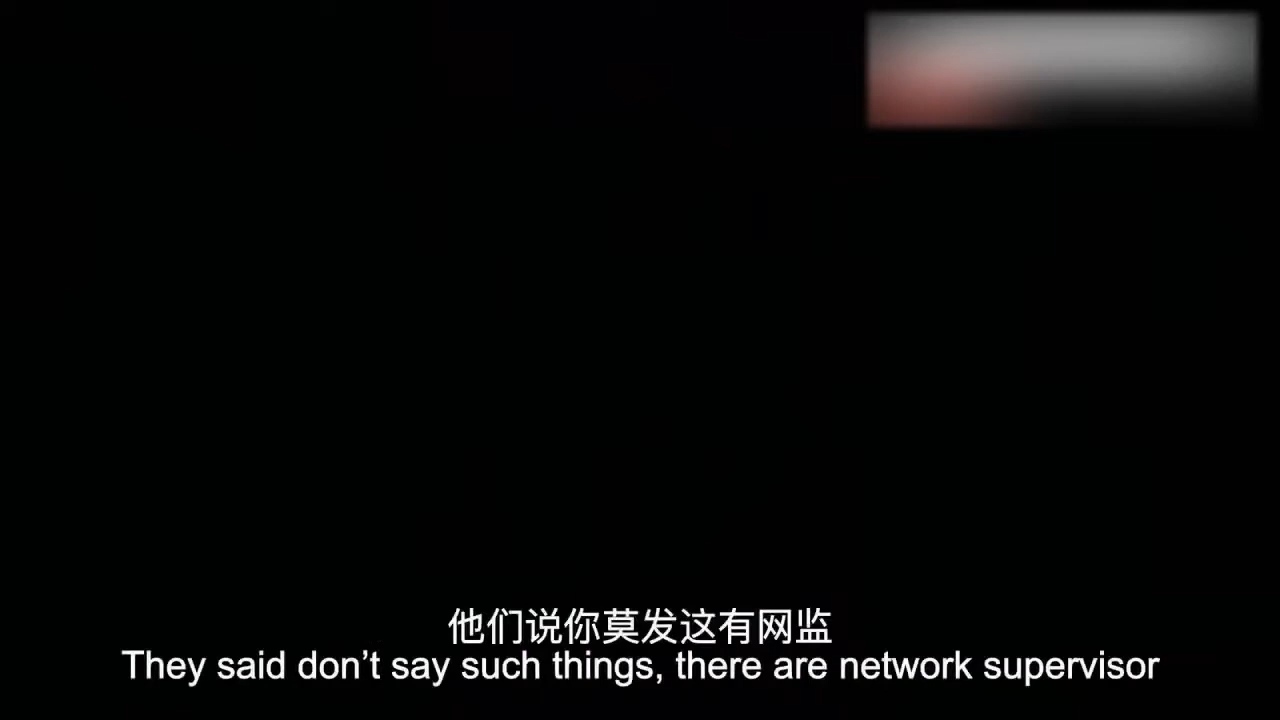 他们说你莫发这有网监
They said don’t say such things, there are network supervisor